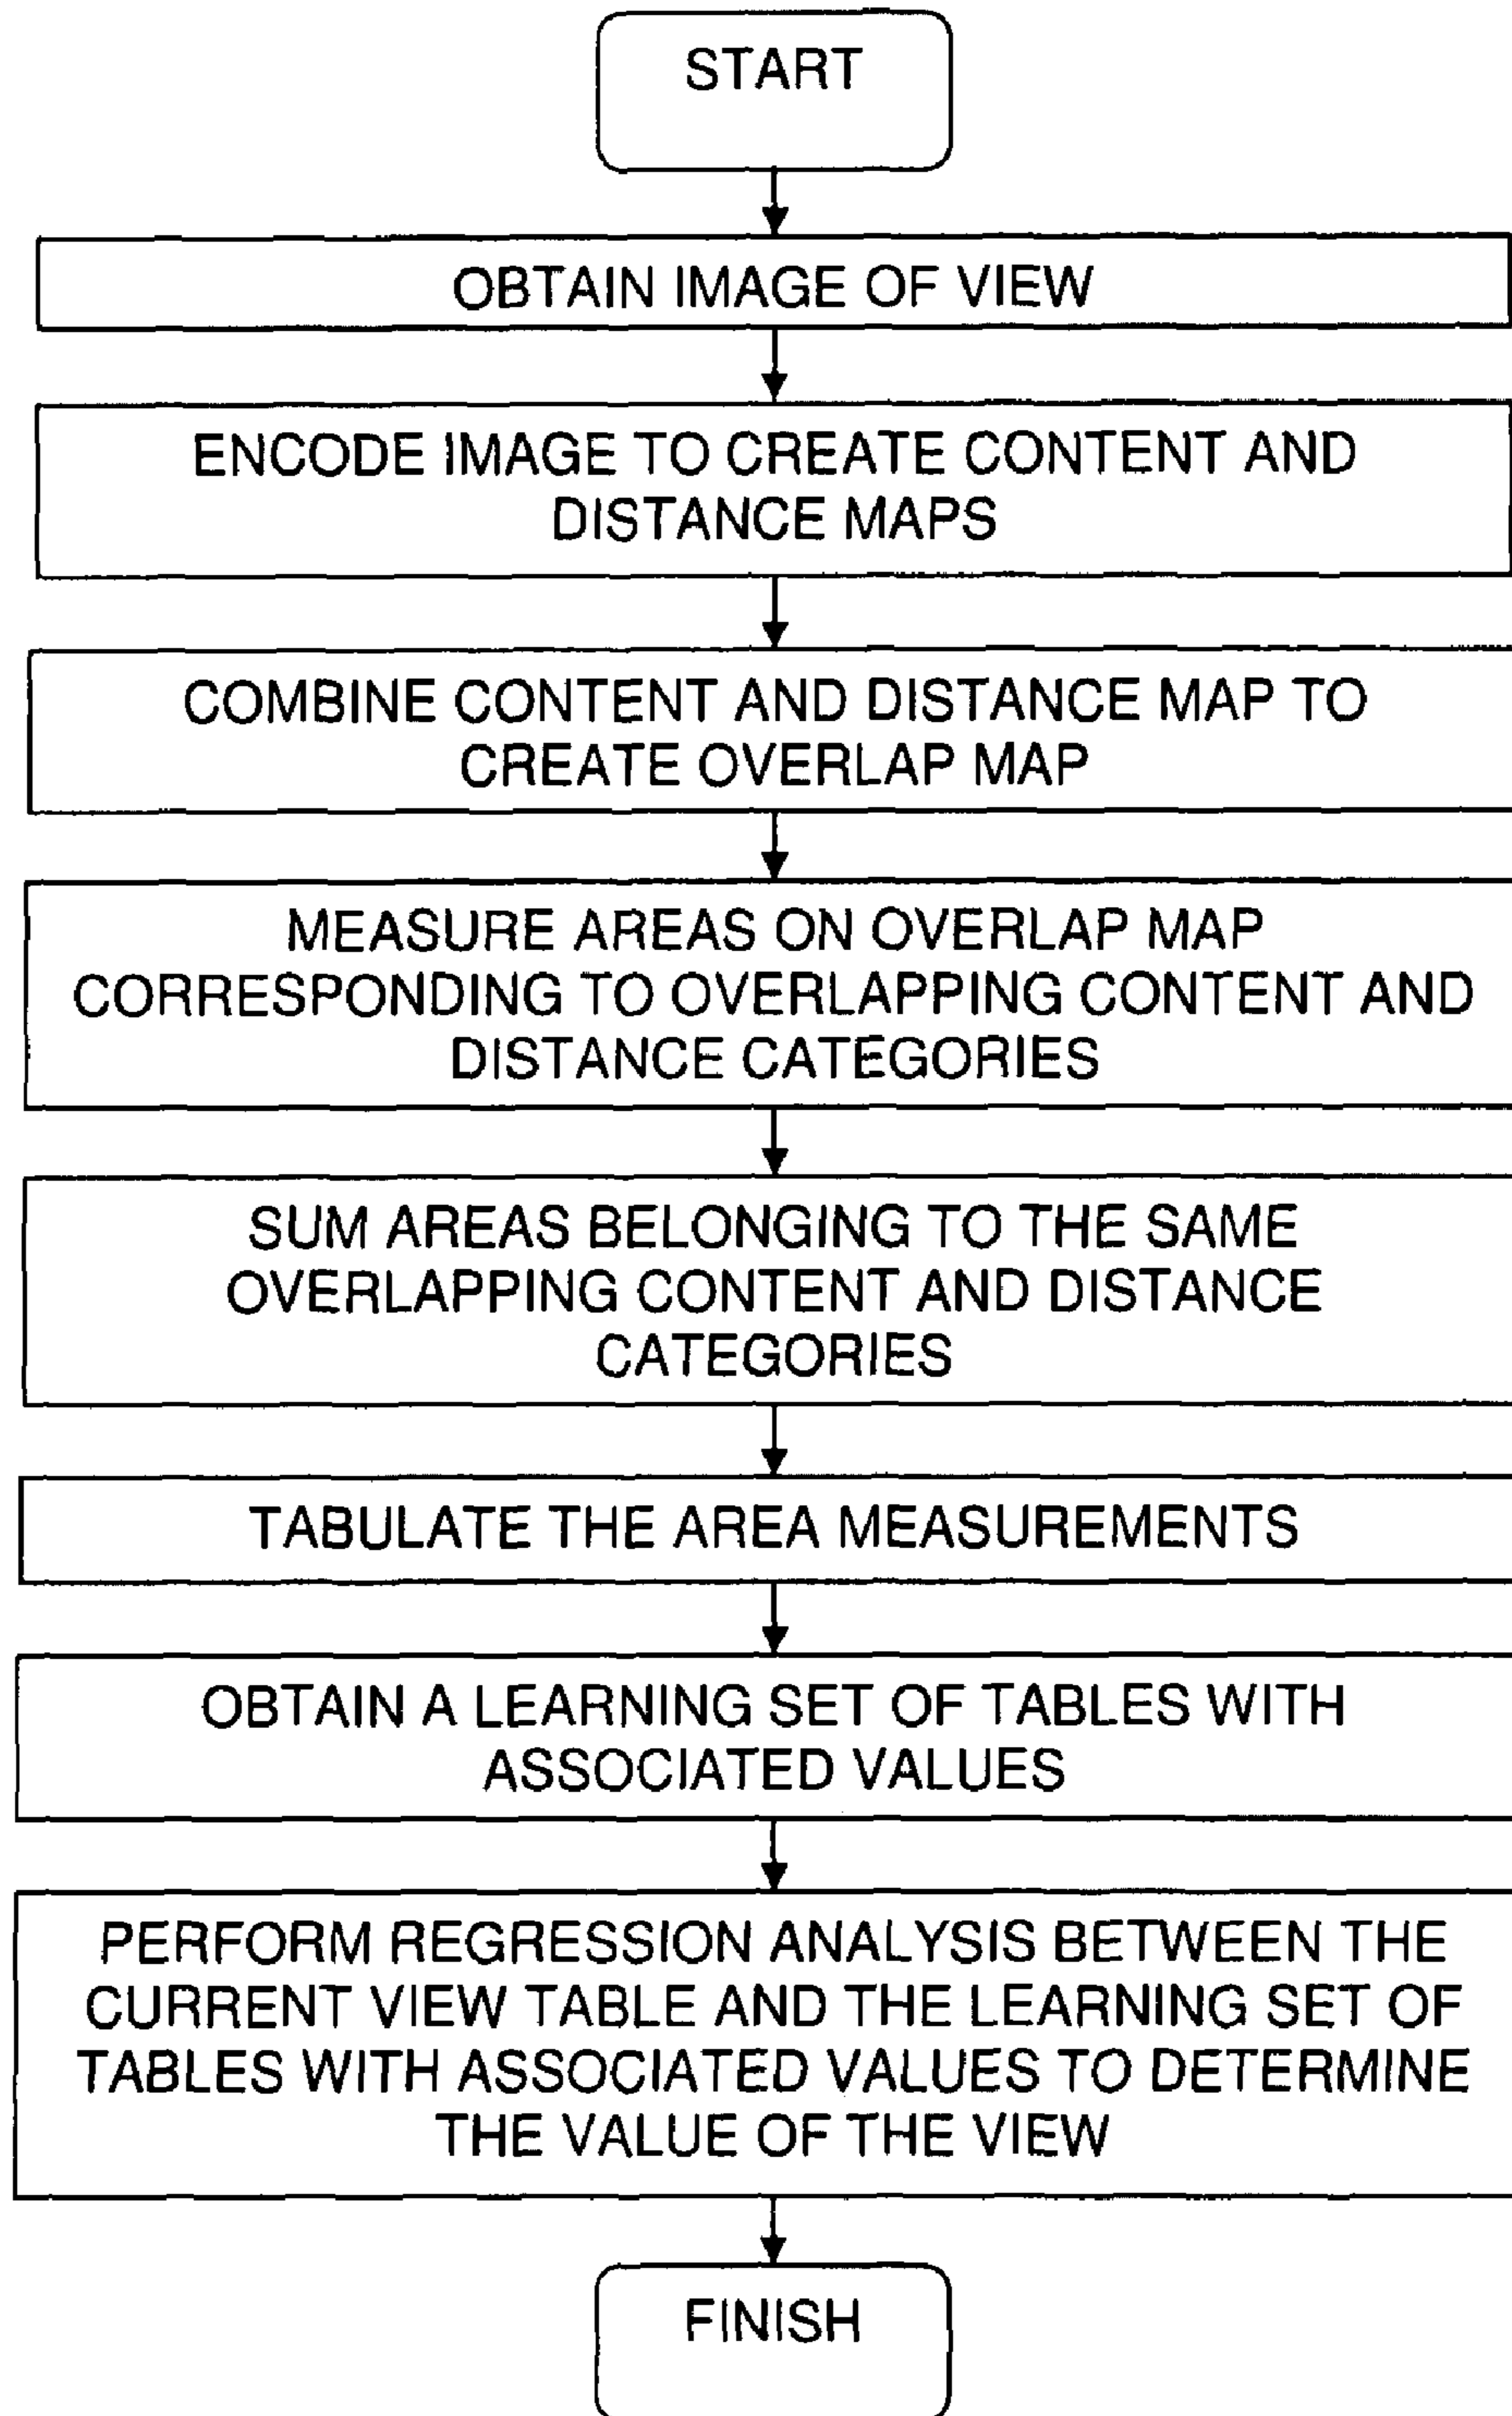 START
OBTAIN IMAGE OF VIEW
ENCODE IMAGE TO CREATE CONTENT AND
DISTANCE MAPS
COMBINE CONTENT AND DISTANCE MAP TO
CREATE OVERLAP MAP
MEASURE AREAS ON OVERLAP MAP
CORRESPONDING TO OVERLAPPING CONTENT AND
DISTANCE CATEGORIES
SUM AREAS BELONGING TO THE SAME
OVERLAPPING CONTENT AND DISTANCE
CATEGORIES
TABULATE THE AREA MEASUREMENTS
OBTAIN A LEARNING SET OF TABLES WITH
ASSOCIATED VALUES
PERFORM REGRESSION ANALYSIS BETWEEN THE
CURRENT VIEW TABLE AND THE LEARNING SET OF
TABLES WITH ASSOCIATED VALUES TO DETERMINE
THE VALUE OF THE VIEW
FINISH